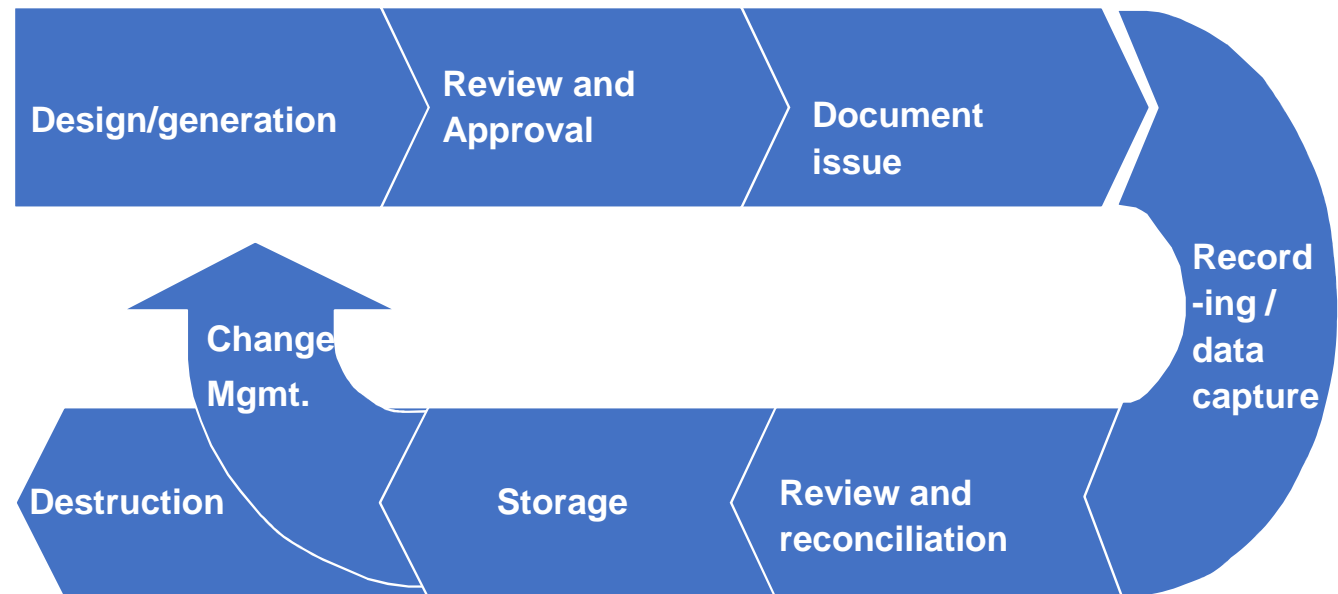 Design/generation
Review and
Approval
Document
issue
Record
-ing /
data
capture
Change
Mgmt.
Destruction
Storage
Review and
reconciliation